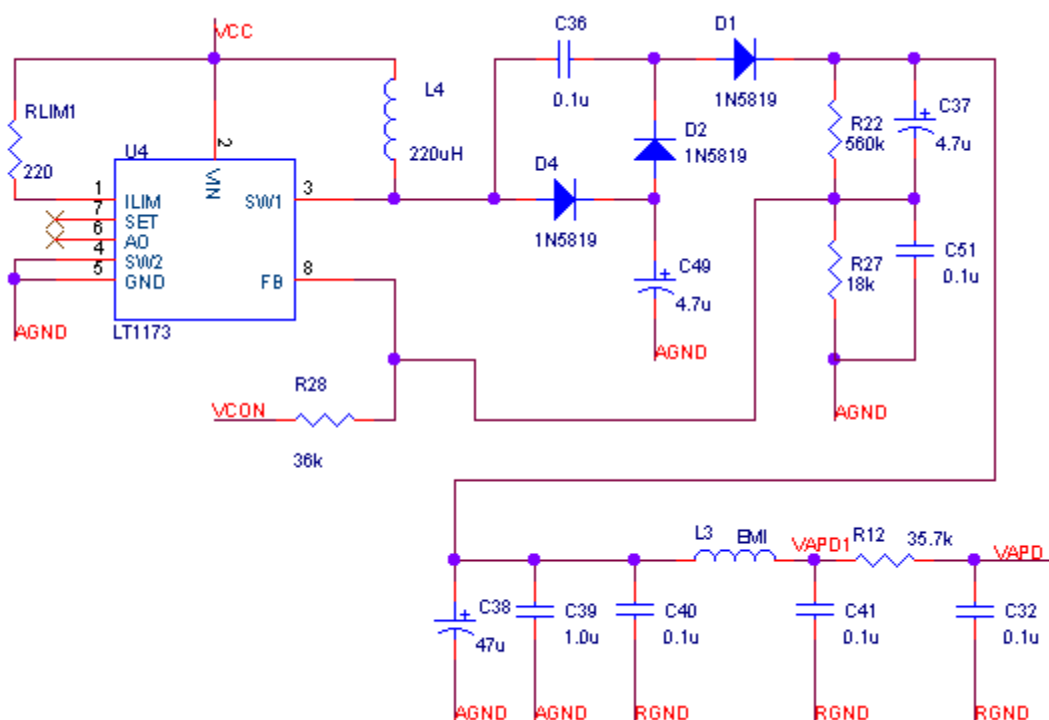 VCC
C36
D1
RLIM1
L4
0.1u
1N5819
R22
C37
220
U4
2
220uH
D4
D2
1N5819
560k
4.7u
1
ILIM
VIN
SW1
3
7
SET
6
AO
1N5819
4
SW2
5
GND
FB
8
C49
4.7u
R27
18k
C51
0.1u
AGND
LT1173
AGND
R28
VCON
AGND
36k
L3
EMI
VAPD1
R12
35.7k
VAPD
C38
47u
C39
1.0u
C40
0.1u
C41
0.1u
C32
0.1u
AGND
AGND
RGND
RGND
RGND